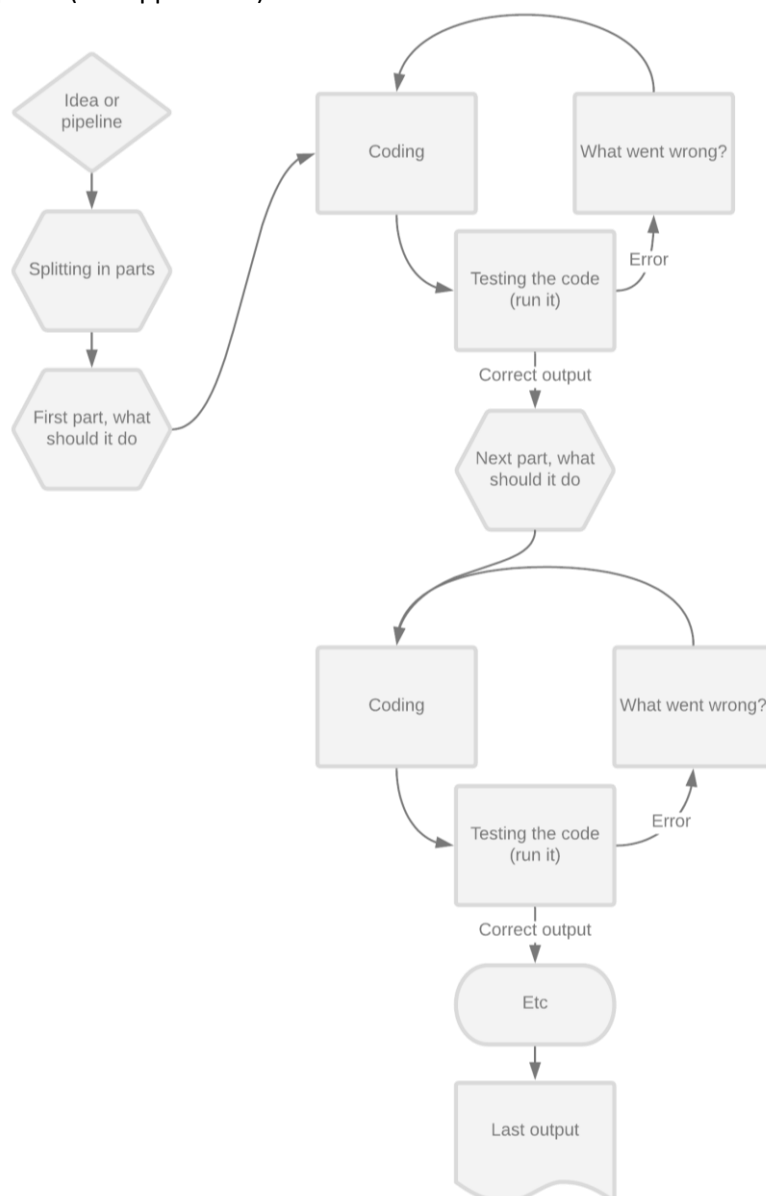 Idea or
pipeline
Splitting in parts
First part, what
should it do
Coding
What went wrong?
Testing the code
(run it)
Error
Correct output
Next part, what
should it do
Coding
What went wrong?
Testing the code
(run it)
Error
Correct output
Etc
Last output